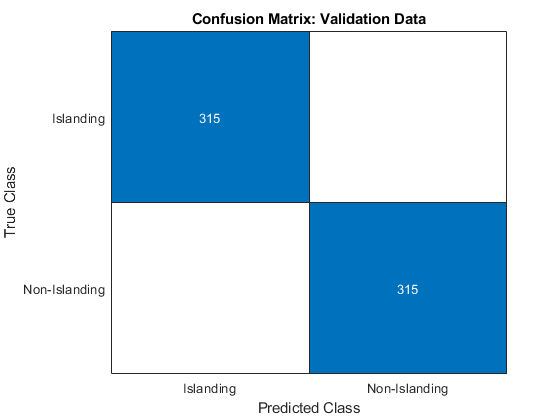 Confusion Matrix: Validation Data
True Class
Islanding
315
Non-Islanding
315
Islanding
Non-Islanding
Predicted Class